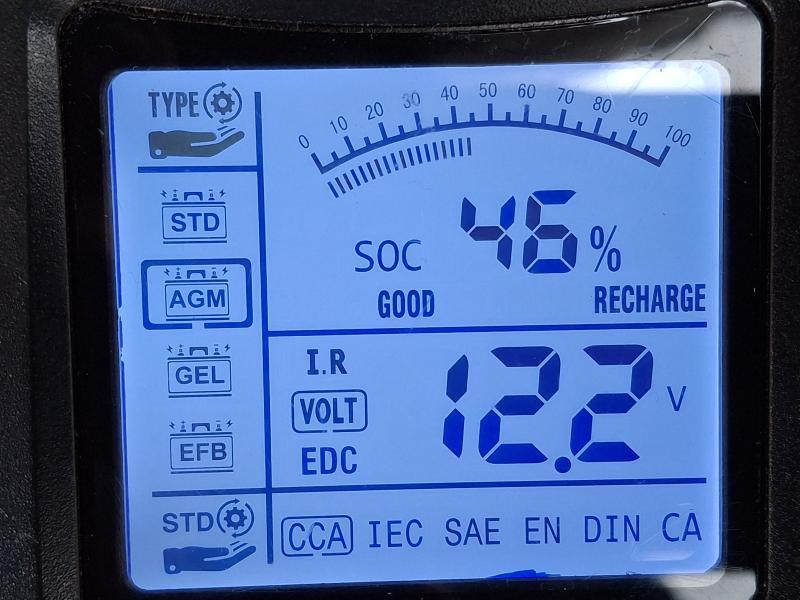 TYPE
STD
AGM
GEL
EFB
STD
0 10 20 30 40 50 60 70 80 90 100
SOC 46%
GOOD RECHARGE
I.R
VOLT 12.2 V
EDC
CCA IEC SAE EN DIN CA